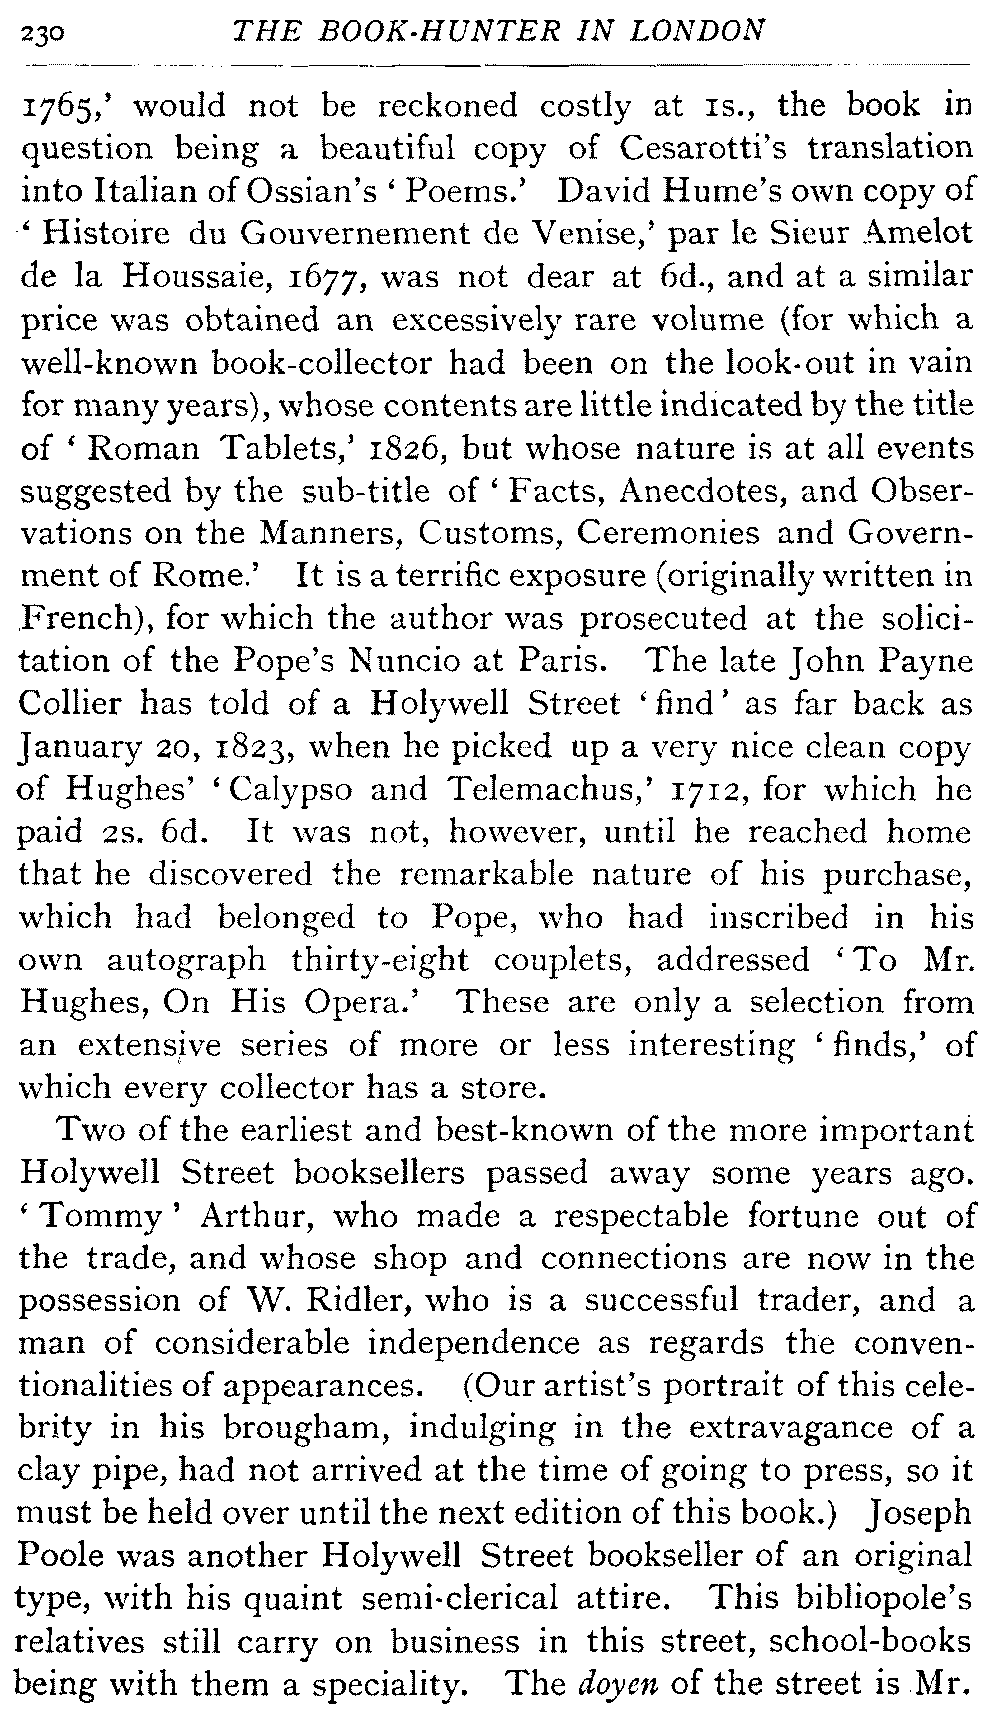 230 THE BOOK-HUNTER IN LONDON
1765,’ would not be reckoned costly at 1s., the book in
question being a beautiful copy of Cesarotti’s translation
into Italian of Ossian’s ‘ Poems.’ David Hume’s own copy of
‘ Histoire du Gouvernement de Venise,’ par le Sieur Amelot
de la Houssaie, 1677, was not dear at 6d., and at a similar
price was obtained an excessively rare volume (for which a
well-known book-collector had been on the look-out in vain
for many years), whose contents are little indicated by the title
of ‘ Roman Tablets,’ 1826, but whose nature is at all events
suggested by the sub-title of ‘ Facts, Anecdotes, and Obser-
vations on the Manners, Customs, Ceremonies and Govern-
ment of Rome.’ It is a terrific exposure (originally written in
French), for which the author was prosecuted at the solici-
tation of the Pope’s Nuncio at Paris. The late John Payne
Collier has told of a Holywell Street ‘ find ’ as far back as
January 20, 1823, when he picked up a very nice clean copy
of Hughes’ ‘ Calypso and Telemachus,’ 1712, for which he
paid 2s. 6d. It was not, however, until he reached home
that he discovered the remarkable nature of his purchase,
which had belonged to Pope, who had inscribed in his
own autograph thirty-eight couplets, addressed ‘ To Mr.
Hughes, On His Opera.’ These are only a selection from
an extensive series of more or less interesting ‘ finds,’ of
which every collector has a store.
Two of the earliest and best-known of the more important
Holywell Street booksellers passed away some years ago.
‘ Tommy ’ Arthur, who made a respectable fortune out of
the trade, and whose shop and connections are now in the
possession of W. Ridler, who is a successful trader, and a
man of considerable independence as regards the conven-
tionalities of appearances. (Our artist’s portrait of this cele-
brity in his brougham, indulging in the extravagance of a
clay pipe, had not arrived at the time of going to press, so it
must be held over until the next edition of this book.) Joseph
Poole was another Holywell Street bookseller of an original
type, with his quaint semi-clerical attire. This bibliopole’s
relatives still carry on business in this street, school-books
being with them a speciality. The doyen of the street is Mr.